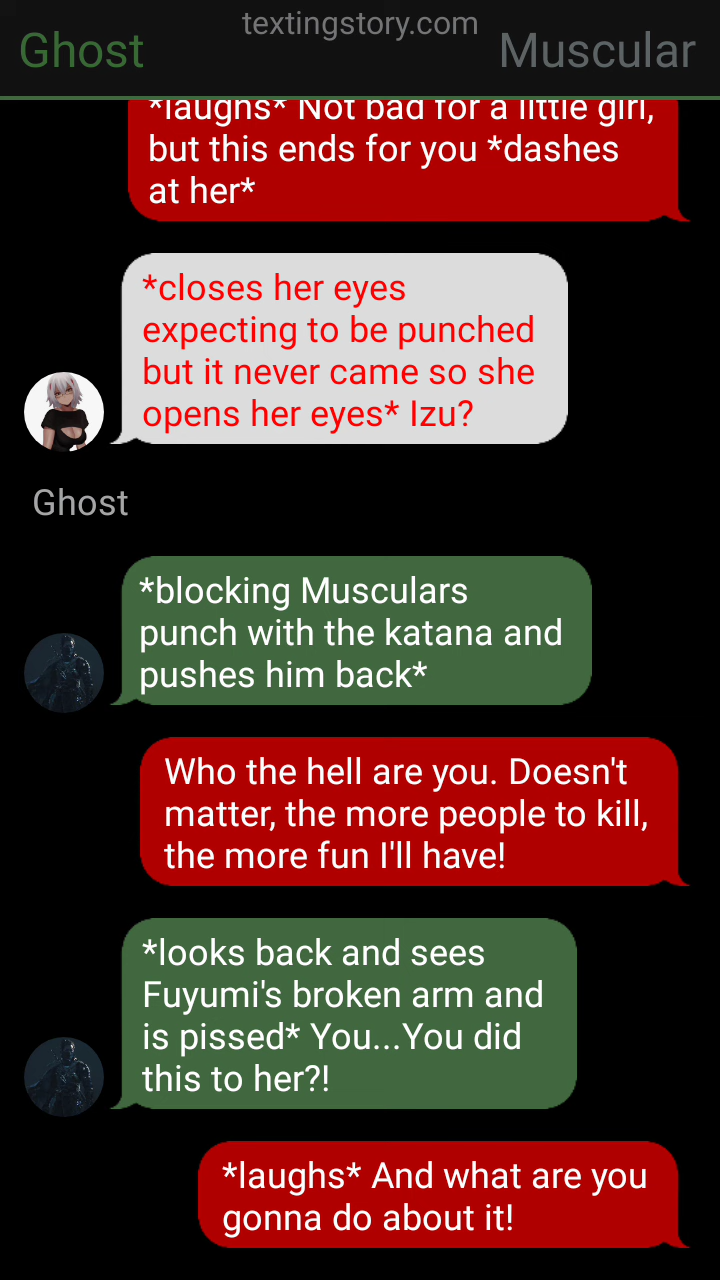 textingstory.com
Ghost
Muscular
*laughs* Not bad for a little girl,
but this ends for you *dashes
at her*
*closes her eyes
expecting to be punched
but it never came so she
opens her eyes* Izu?
Ghost
*blocking Musculars
punch with the katana and
pushes him back*
Who the hell are you. Doesn't
matter, the more people to kill,
the more fun I'll have!
*looks back and sees
Fuyumi's broken arm and
is pissed* You...You did
this to her?!
*laughs* And what are you
gonna do about it!